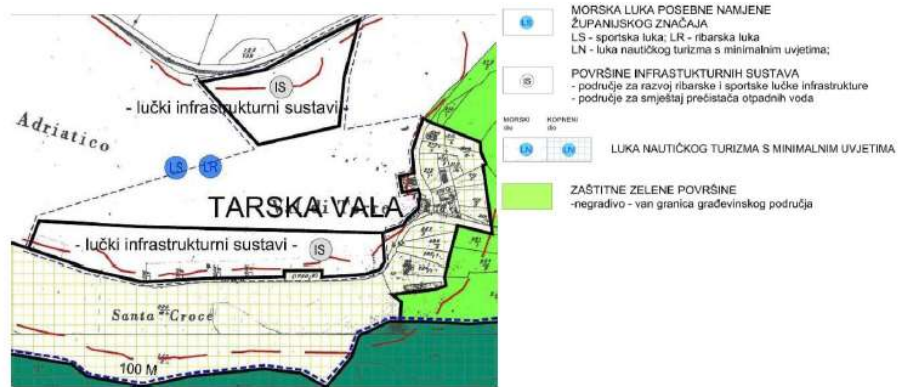 IS
- lučki infrastrukturni sustavi -
Adriatico
LS LR
TARSKA VALA
- lučki infrastrukturni sustavi - IS
Santa Croce
100 M
LS
MORSKA LUKA POSEBNE NAMJENE
ŽUPANIJSKOG ZNAČAJA
LS - sportska luka; LR - ribarska luka
LN - luka nautičkog turizma s minimalnim uvjetima;
IS
POVRŠINE INFRASTUKTURNIH SUSTAVA
- područje za razvoj ribarske i sportske lučke infrastrukture
- područje za smještaj prečistača otpadnih voda
MORSKI KOPNENI
dio dio
LN LN
LUKA NAUTIČKOG TURIZMA S MINIMALNIM UVJETIMA
ZAŠTITNE ZELENE POVRŠINE
-negradivo - van granica građevinskog područja